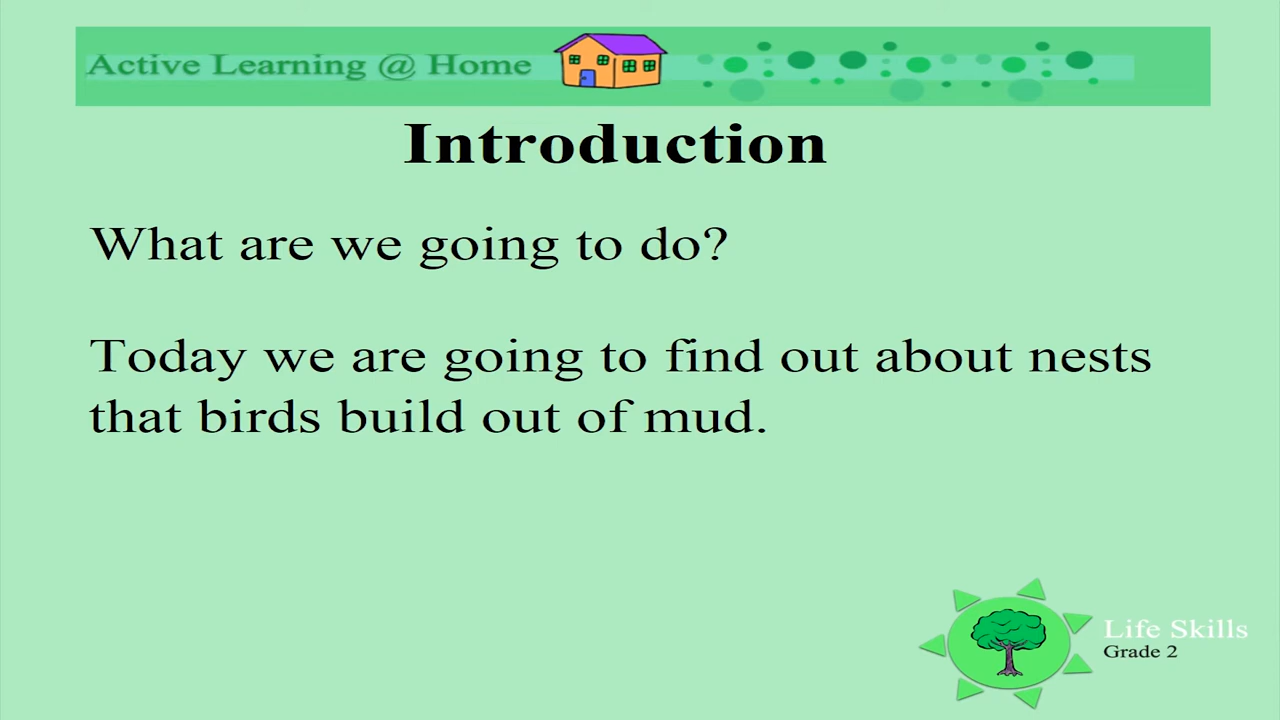 Active Learning @ Home
Introduction
What are we going to do?
Today we are going to find out about nests
that birds build out of mud.
Life Skills
Grade 2